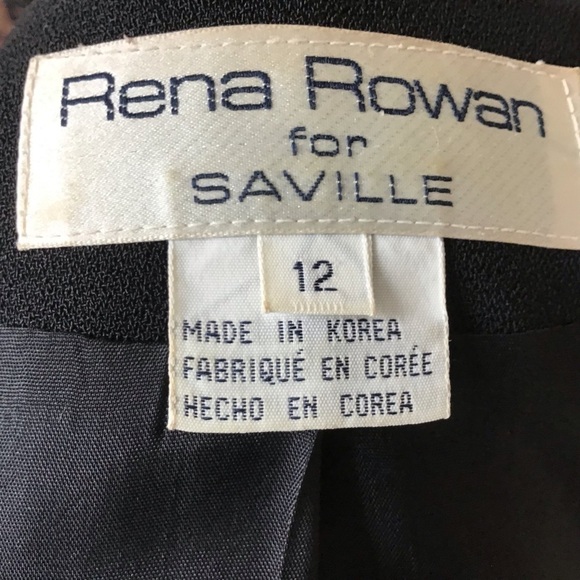 Rena Rowan
for
SAVILLE
12
MADE IN KOREA
FABRIQUÉ EN CORÉE
HECHO EN COREA